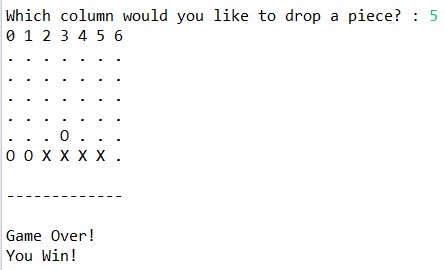 Which column would you like to drop a piece? : 5
0 1 2 3 4 5 6
. . . . . . .
. . . . . . .
. . . . . . .
. . . . . . .
. . . O . . .
O O X X X X .
-------------
Game Over!
You Win!